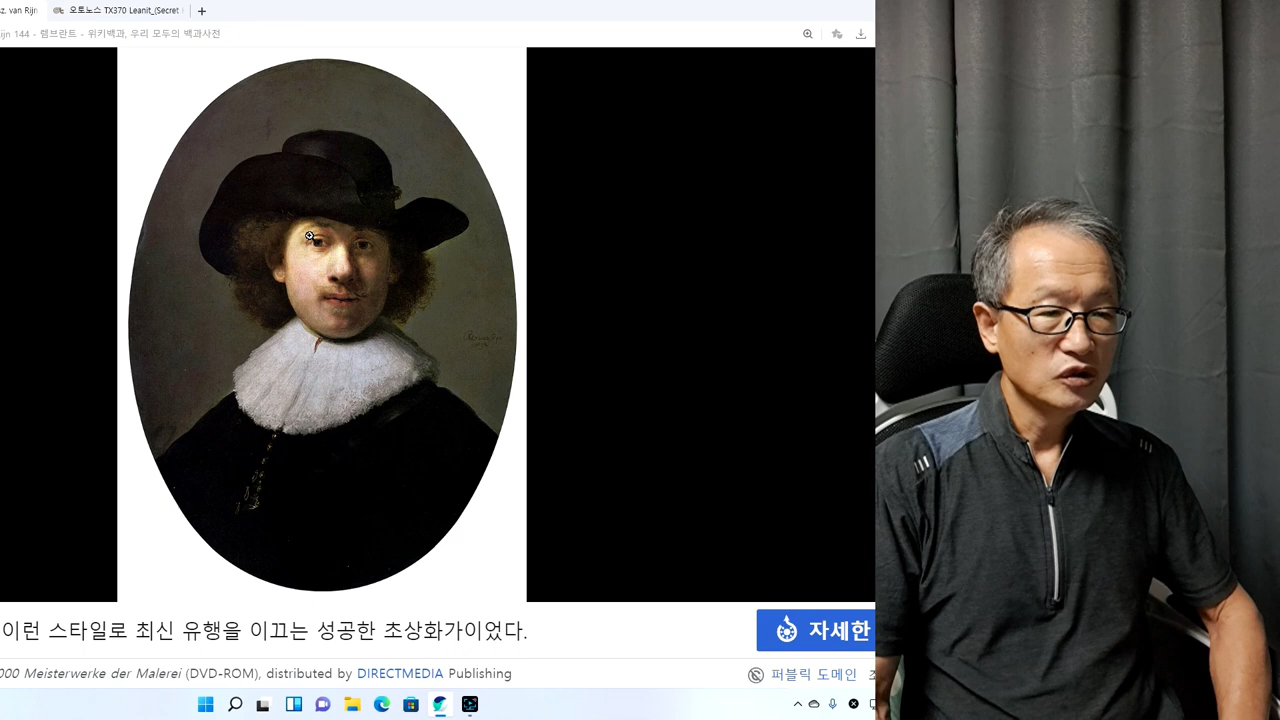 sz. van Rijn
오토노스 TX370 Leanit_(Secret
ijn 144 - 렘브란트 - 위키백과, 우리 모두의 백과사전
이런 스타일로 최신 유행을 이끄는 성공한 초상화가이었다.
자세한
000 Meisterwerke der Malerei (DVD-ROM), distributed by DIRECTMEDIA Publishing
퍼블릭 도메인